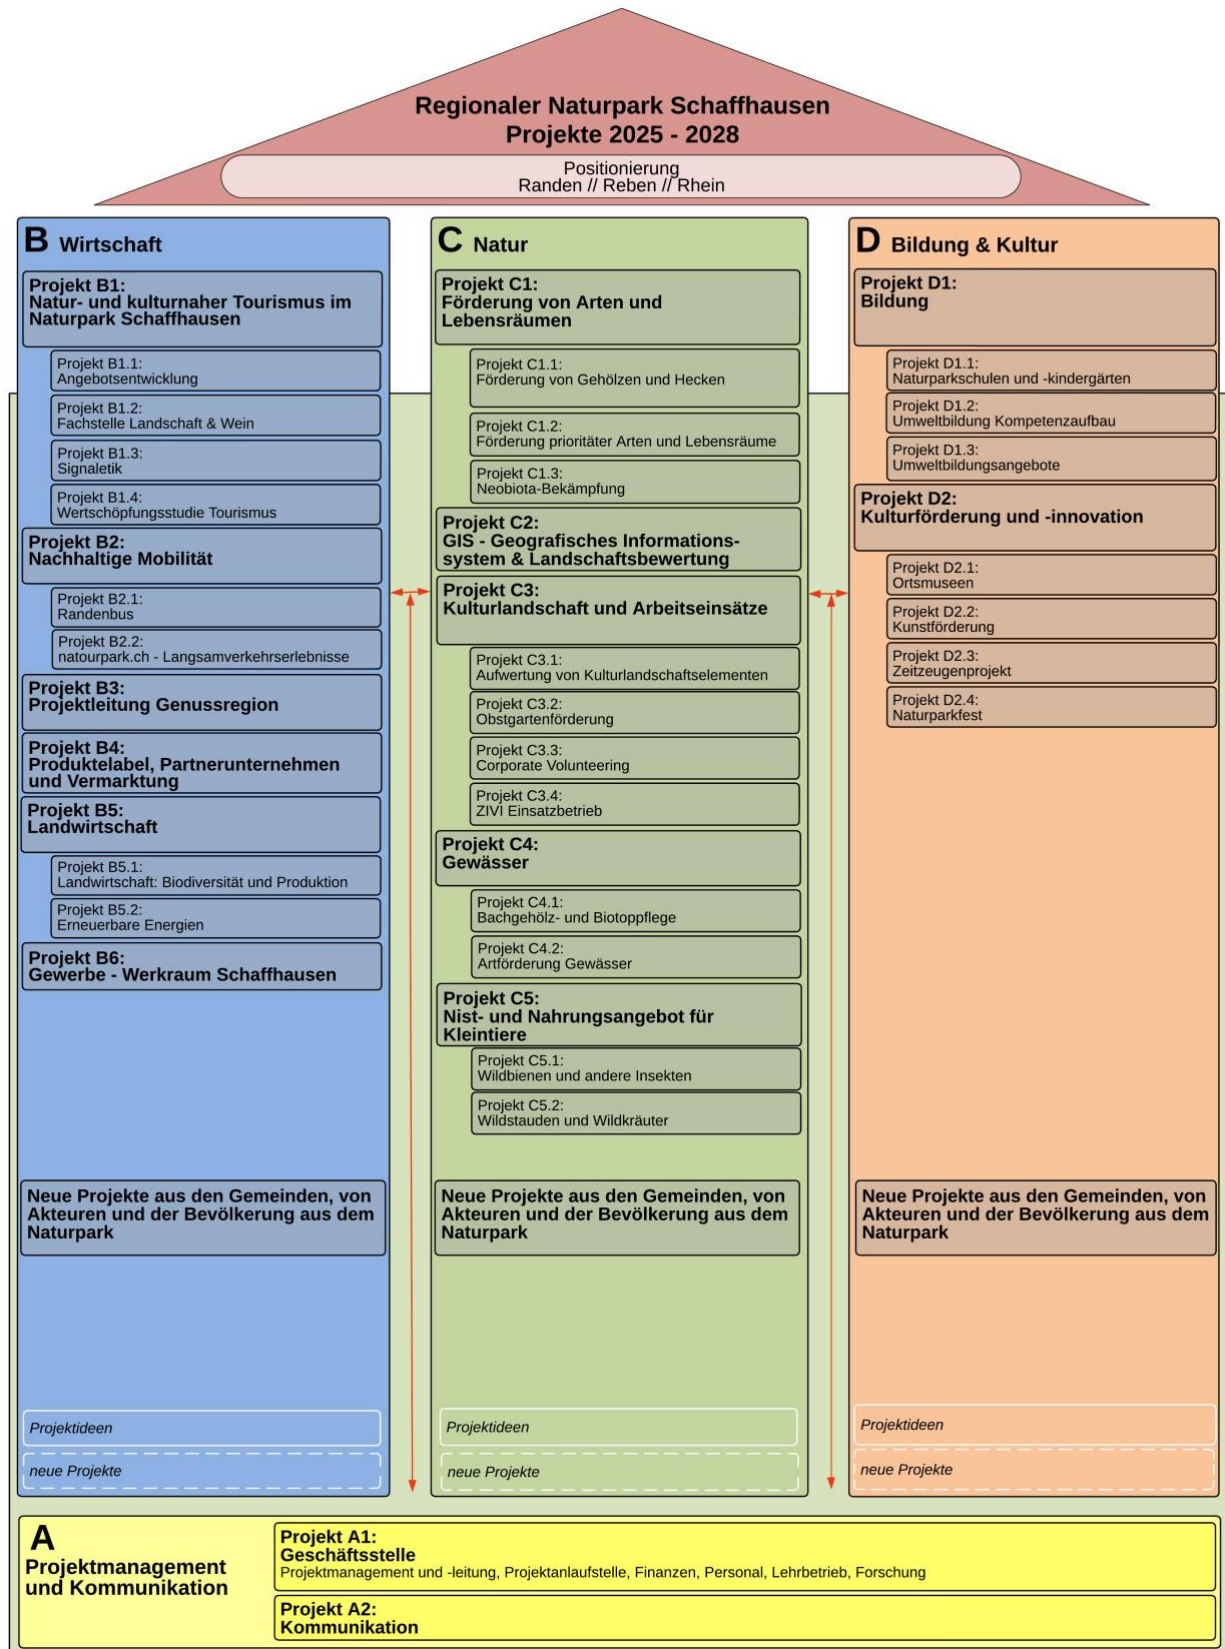 Regionaler Naturpark Schaffhausen
Projekte 2025 - 2028
Positionierung
Randen // Reben // Rhein
B Wirtschaft
Projekt B1:
Natur- und kulturnaher Tourismus im
Naturpark Schaffhausen
Projekt B1.1:
Angebotsentwicklung
Projekt B1.2:
Fachstelle Landschaft & Wein
Projekt B1.3:
Signaletik
Projekt B1.4:
Wertschöpfungsstudie Tourismus
Projekt B2:
Nachhaltige Mobilität
Projekt B2.1:
Randenbus
Projekt B2.2:
natourpark.ch - Langsamverkehrserlebnisse
Projekt B3:
Projektleitung Genussregion
Projekt B4:
Produktelabel, Partnerunternehmen
und Vermarktung
Projekt B5:
Landwirtschaft
Projekt B5.1:
Landwirtschaft: Biodiversität und Produktion
Projekt B5.2:
Erneuerbare Energien
Projekt B6:
Gewerbe - Werkraum Schaffhausen
Neue Projekte aus den Gemeinden, von
Akteuren und der Bevölkerung aus dem
Naturpark
Projektideen
neue Projekte
C Natur
Projekt C1:
Förderung von Arten und
Lebensräumen
Projekt C1.1:
Förderung von Gehölzen und Hecken
Projekt C1.2:
Förderung prioritäter Arten und Lebensräume
Projekt C1.3:
Neobiota-Bekämpfung
Projekt C2:
GIS - Geografisches Informations-
system & Landschaftsbewertung
Projekt C3:
Kulturlandschaft und Arbeitseinsätze
Projekt C3.1:
Aufwertung von Kulturlandschaftselementen
Projekt C3.2:
Obstgartenförderung
Projekt C3.3:
Corporate Volunteering
Projekt C3.4:
ZIVI Einsatzbetrieb
Projekt C4:
Gewässer
Projekt C4.1:
Bachgehölz- und Biotoppflege
Projekt C4.2:
Artförderung Gewässer
Projekt C5:
Nist- und Nahrungsangebot für
Kleintiere
Projekt C5.1:
Wildbienen und andere Insekten
Projekt C5.2:
Wildstauden und Wildkräuter
Neue Projekte aus den Gemeinden, von
Akteuren und der Bevölkerung aus dem
Naturpark
Projektideen
neue Projekte
D Bildung & Kultur
Projekt D1:
Bildung
Projekt D1.1:
Naturparkschulen und -kindergärten
Projekt D1.2:
Umweltbildung Kompetenzaufbau
Projekt D1.3:
Umweltbildungsangebote
Projekt D2:
Kulturförderung und -innovation
Projekt D2.1:
Ortsmuseen
Projekt D2.2:
Kunstförderung
Projekt D2.3:
Zeitzeugenprojekt
Projekt D2.4:
Naturparkfest
Neue Projekte aus den Gemeinden, von
Akteuren und der Bevölkerung aus dem
Naturpark
Projektideen
neue Projekte
A
Projektmanagement
und Kommunikation
Projekt A1:
Geschäftsstelle
Projektmanagement und -leitung, Projektanlaufstelle, Finanzen, Personal, Lehrbetrieb, Forschung
Projekt A2:
Kommunikation